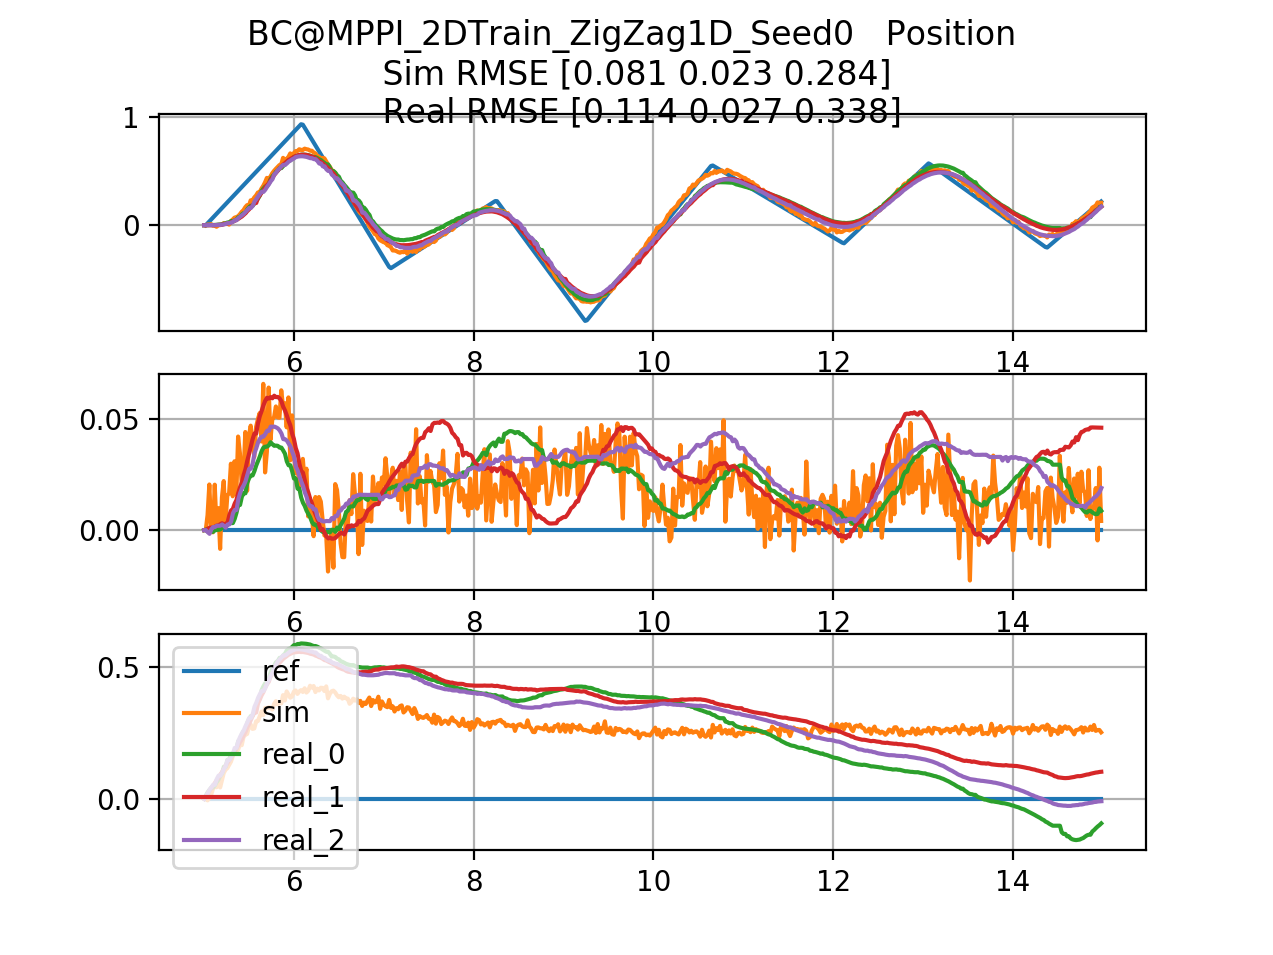 BC@MPPI_2DTrain_ZigZag1D_Seed0 Position
Sim RMSE [0.081 0.023 0.284]
Real RMSE [0.114 0.027 0.338]
1
0
6 8 10 12 14
0.05
0.00
6 8 10 12 14
0.5
0.0
ref
sim
real_0
real_1
real_2
6 8 10 12 14